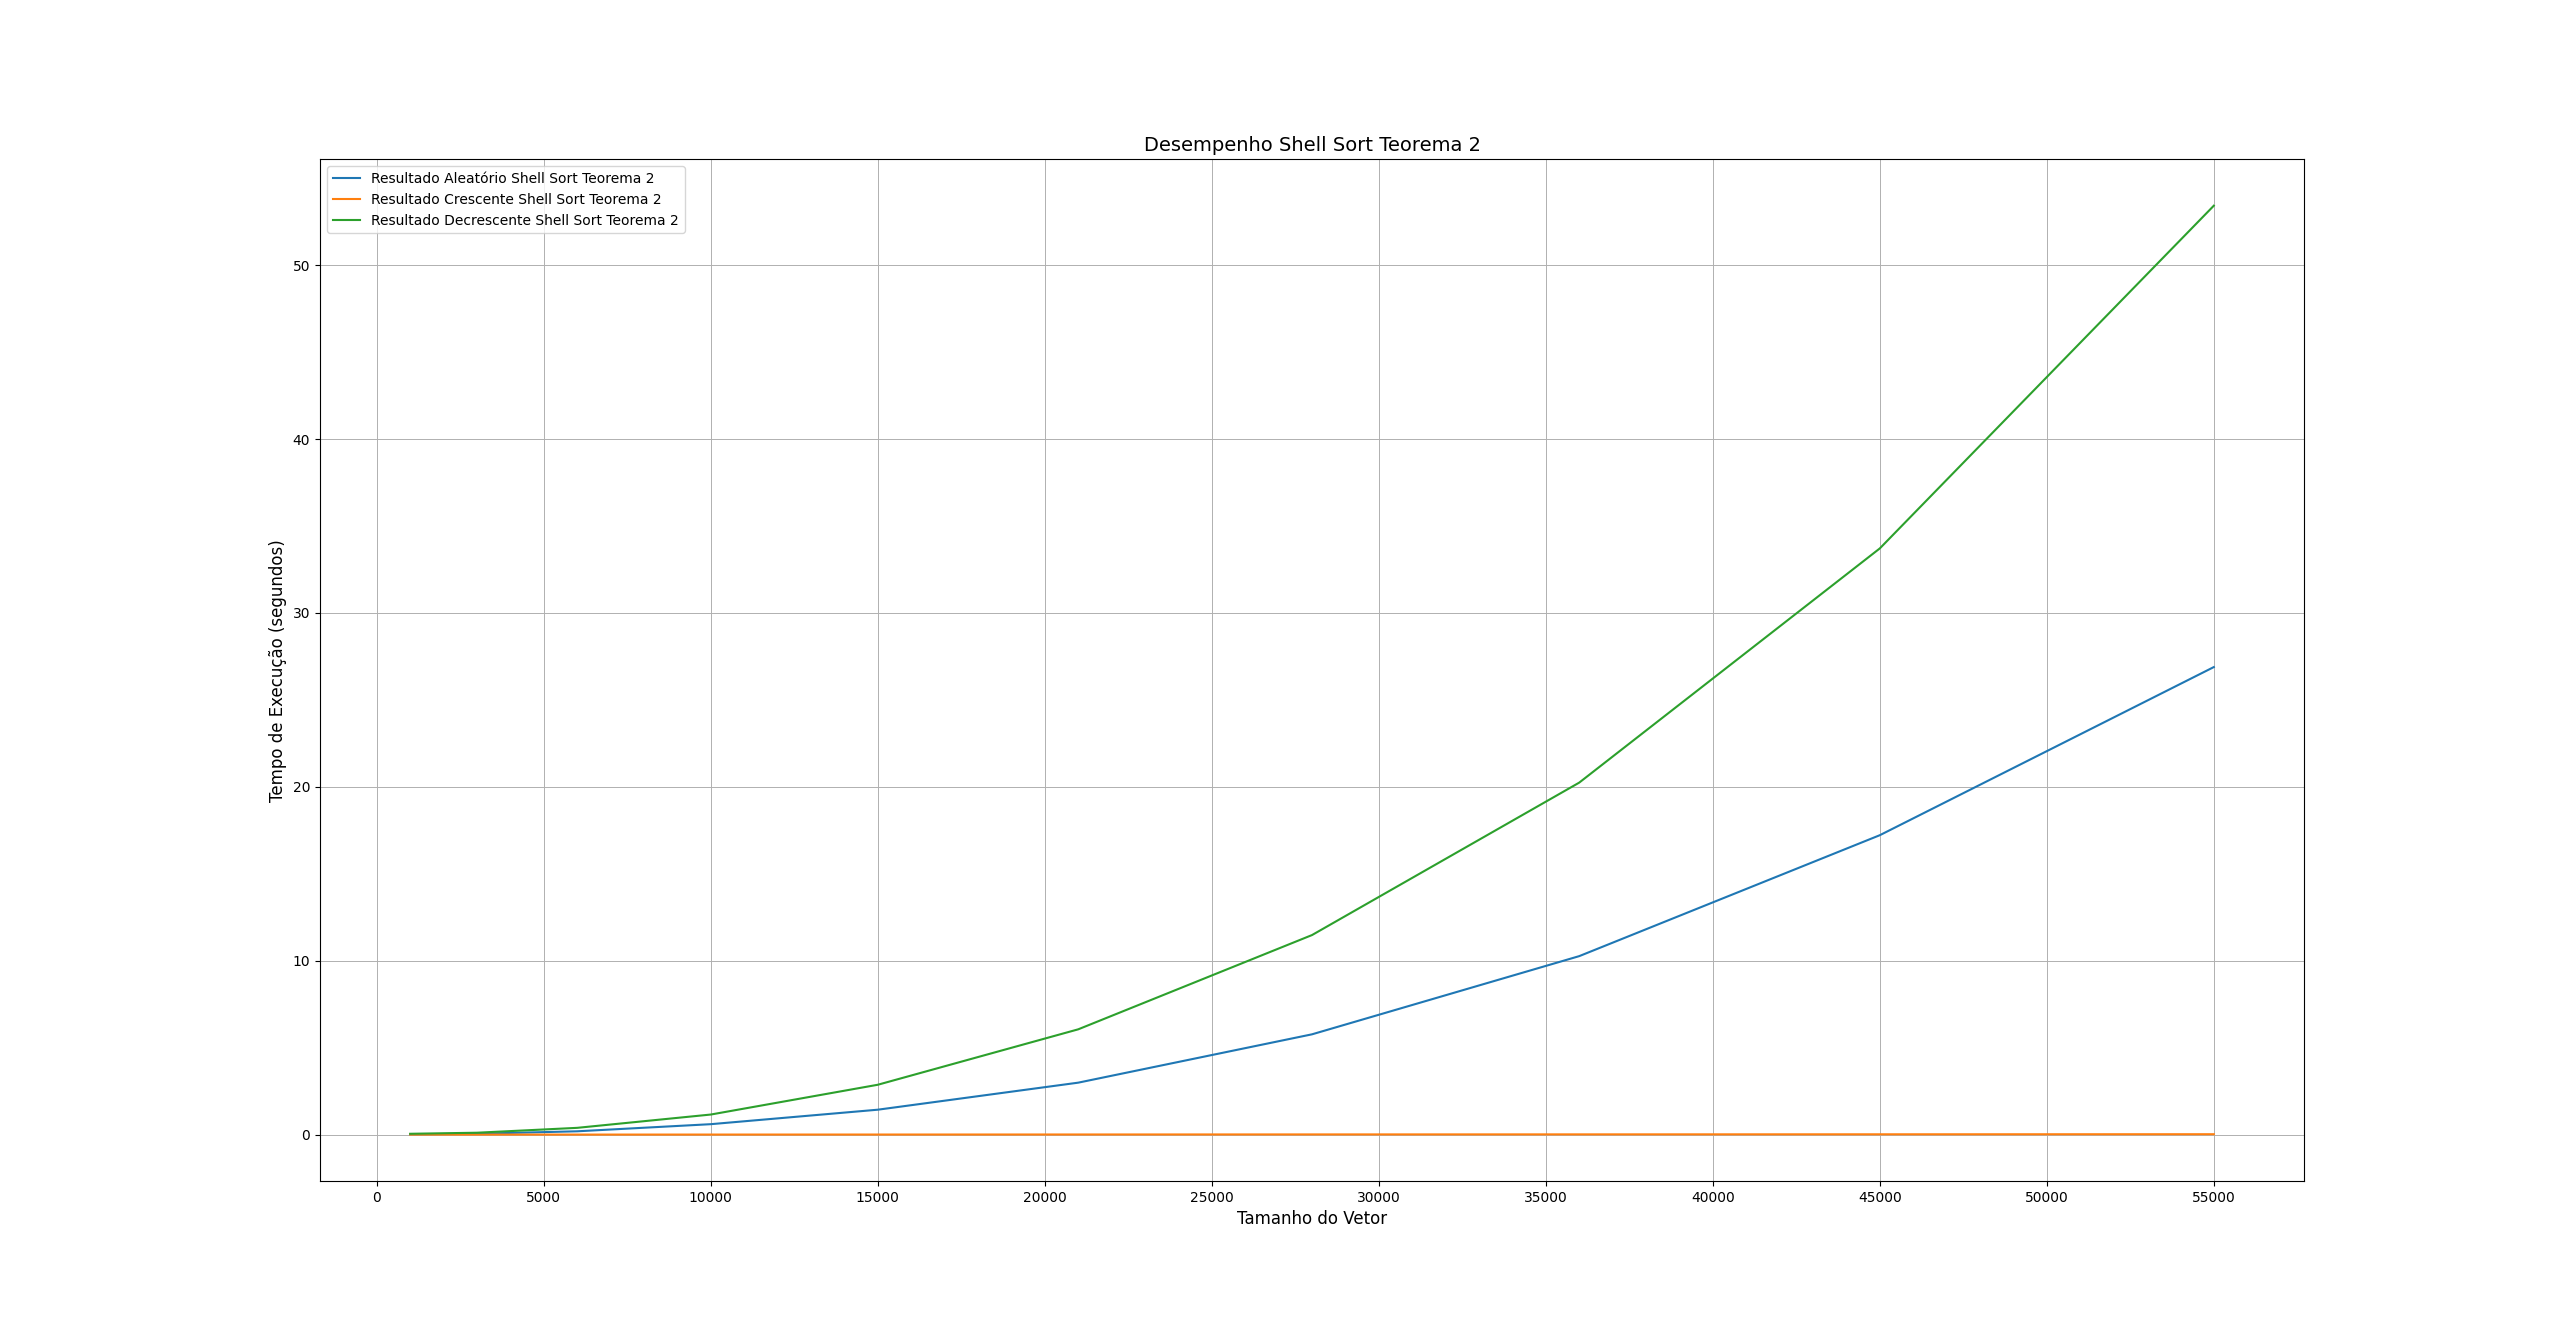 Desempenho Shell Sort Teorema 2
Resultado Aleatório Shell Sort Teorema 2
Resultado Crescente Shell Sort Teorema 2
Resultado Decrescente Shell Sort Teorema 2
50
40
30
20
10
0
Tempo de Execução (segundos)
0 5000 10000 15000 20000 25000 30000 35000 40000 45000 50000 55000
Tamanho do Vetor